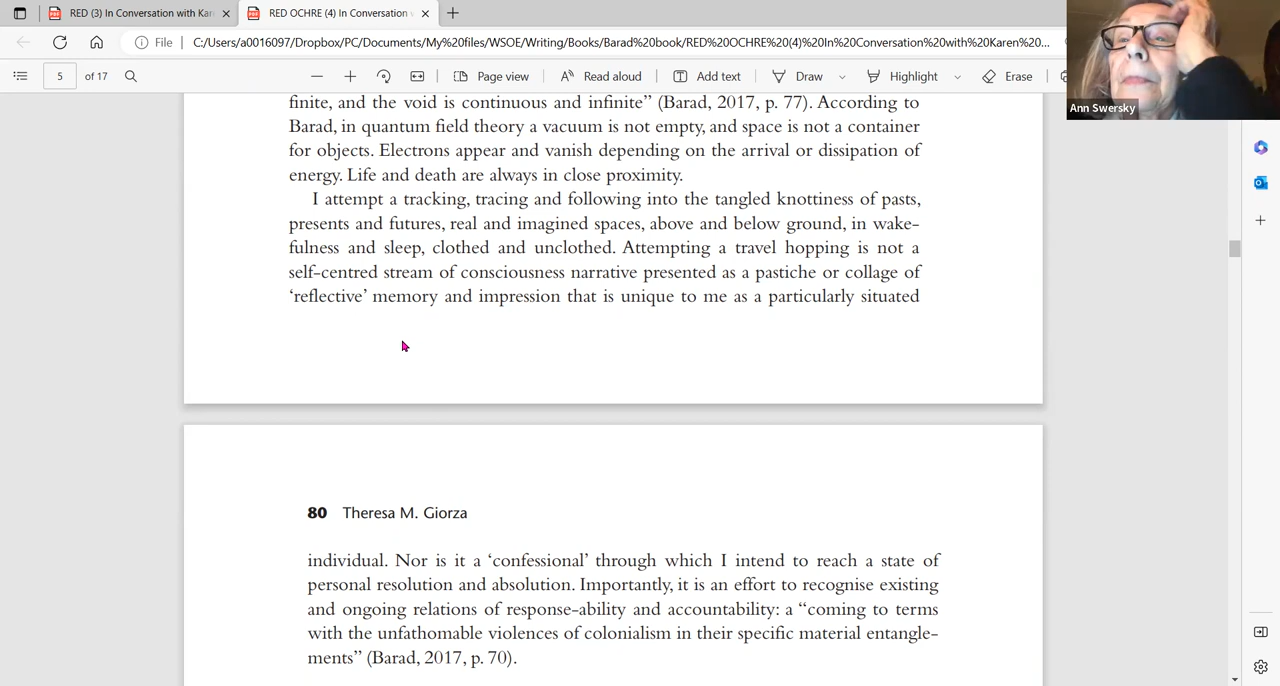 RED (3) In Conversation with Kar
RED OCHRE (4) In Conversation
File
C:/Users/a0016097/Dropbox/PC/Documents/My%20files/WSOE/Writing/Books/Barad%20book/RED%20OCHRE%20(4)%20In%20Conversation%20with%20Karen%20...
5 of 17
Page view
Read aloud
Add text
Draw
Highlight
Erase
Ann Swersky
finite, and the void is continuous and infinite” (Barad, 2017, p. 77). According to
Barad, in quantum field theory a vacuum is not empty, and space is not a container
for objects. Electrons appear and vanish depending on the arrival or dissipation of
energy. Life and death are always in close proximity.
I attempt a tracking, tracing and following into the tangled knottiness of pasts,
presents and futures, real and imagined spaces, above and below ground, in wake-
fulness and sleep, clothed and unclothed. Attempting a travel hopping is not a
self-centred stream of consciousness narrative presented as a pastiche or collage of
‘reflective’ memory and impression that is unique to me as a particularly situated
80 Theresa M. Giorza
individual. Nor is it a ‘confessional’ through which I intend to reach a state of
personal resolution and absolution. Importantly, it is an effort to recognise existing
and ongoing relations of response-ability and accountability: a “coming to terms
with the unfathomable violences of colonialism in their specific material entangle-
ments” (Barad, 2017, p. 70).